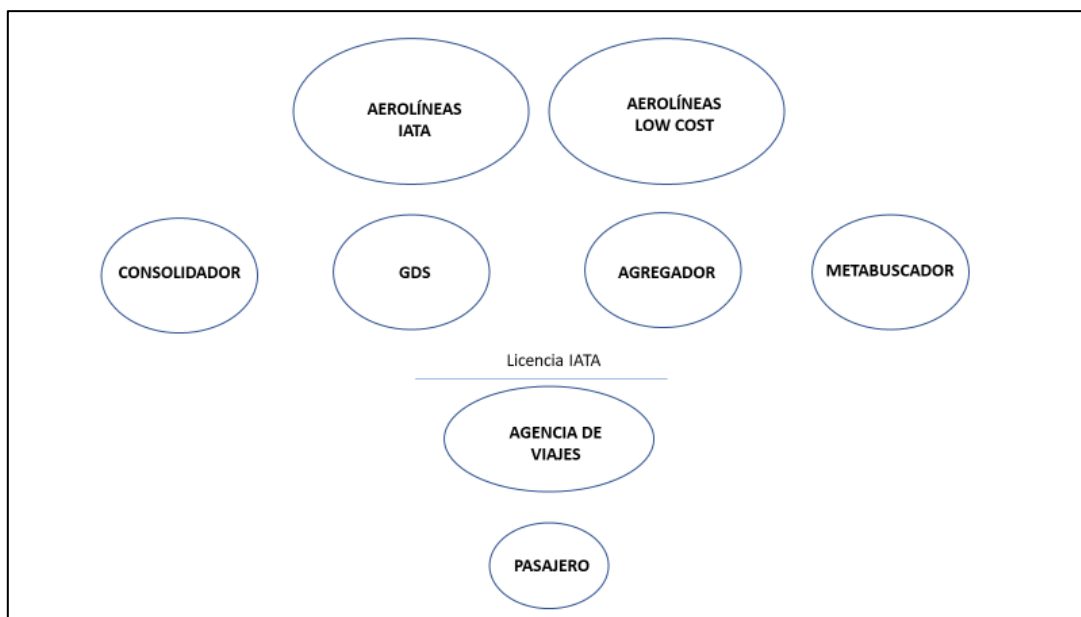 AEROLÍNEAS
IATA
AEROLÍNEAS
LOW COST
CONSOLIDADOR
GDS
AGREGADOR
METABUSCADOR
Licencia IATA
AGENCIA DE
VIAJES
PASAJERO